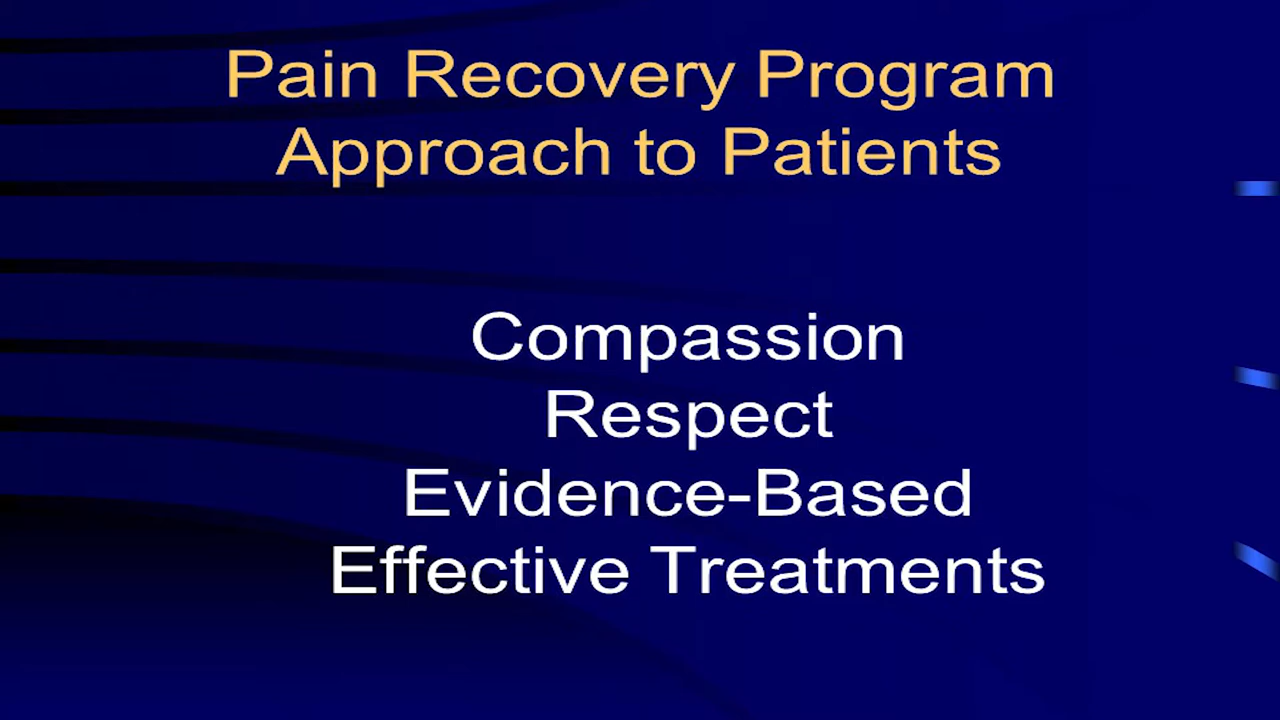 Pain Recovery Program
Approach to Patients
Compassion
Respect
Evidence-Based
Effective Treatments